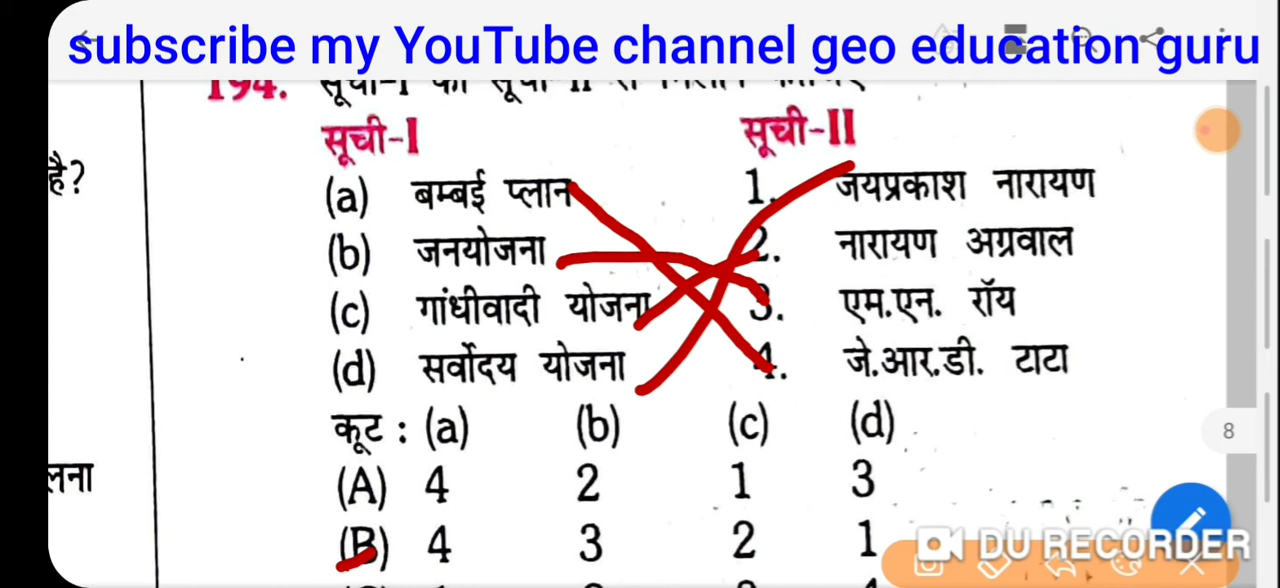 subscribe my YouTube channel geo education guru
194. सूची-I को सूची-II से
सूची-I सूची-II
है?
(a) बम्बई प्लान 1. जयप्रकाश नारायण
(b) जनयोजना 2. नारायण अग्रवाल
(c) गांधीवादी योजना 3. एम.एन. रॉय
(d) सर्वोदय योजना 4. जे.आर.डी. टाटा
कूट : (a) (b) (c) (d)
8
लना
(A) 4 2 1 3
(B) 4 3 2 1
DU RECORDER